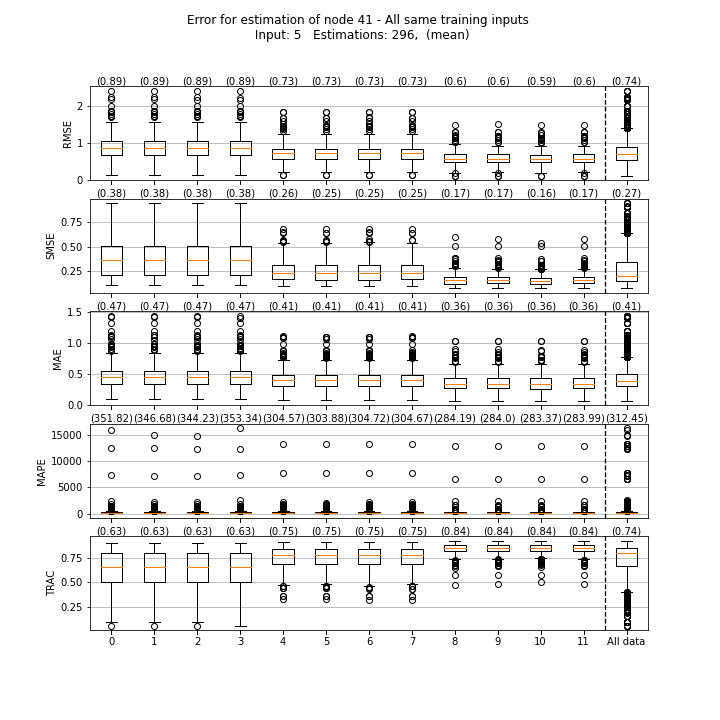 Error for estimation of node 41 - All same training inputs
Input: 5   Estimations: 296,  (mean)
(0.89) (0.89) (0.89) (0.89) (0.73) (0.73) (0.73) (0.73) (0.6) (0.6) (0.59) (0.6) (0.74)
RMSE
2
1
0
(0.38) (0.38) (0.38) (0.38) (0.26) (0.25) (0.25) (0.25) (0.17) (0.17) (0.16) (0.17) (0.27)
SMSE
0.75
0.50
0.25
(0.47) (0.47) (0.47) (0.47) (0.41) (0.41) (0.41) (0.41) (0.36) (0.36) (0.36) (0.36) (0.41)
MAE
1.5
1.0
0.5
0.0
(351.82) (346.68) (344.23) (353.34) (304.57) (303.88) (304.72) (304.67) (284.19) (284.0) (283.37) (283.99) (312.45)
MAPE
15000
10000
5000
0
(0.63) (0.63) (0.63) (0.63) (0.75) (0.75) (0.75) (0.75) (0.84) (0.84) (0.84) (0.84) (0.74)
TRAC
0.75
0.50
0.25
0 1 2 3 4 5 6 7 8 9 10 11 All data